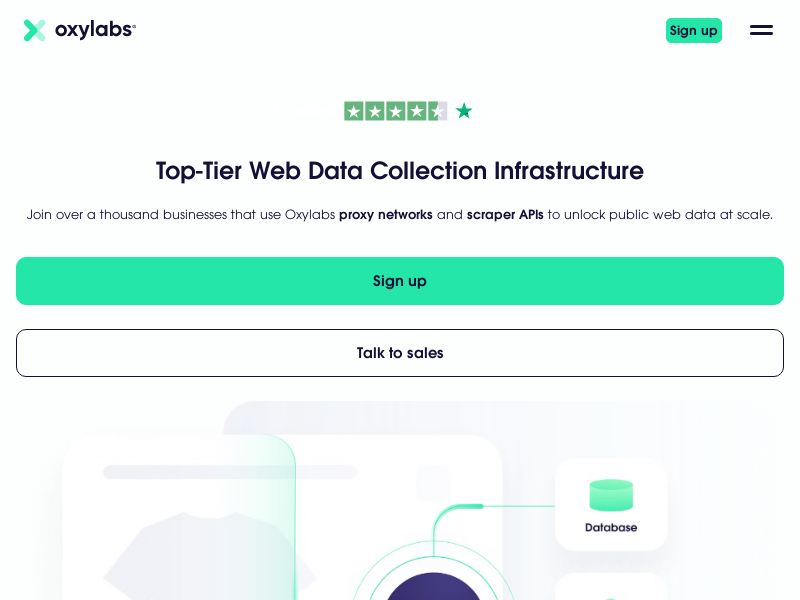 oxylabs®
Sign up
Top-Tier Web Data Collection Infrastructure
Join over a thousand businesses that use Oxylabs proxy networks and scraper APIs to unlock public web data at scale.
Sign up
Talk to sales
Database